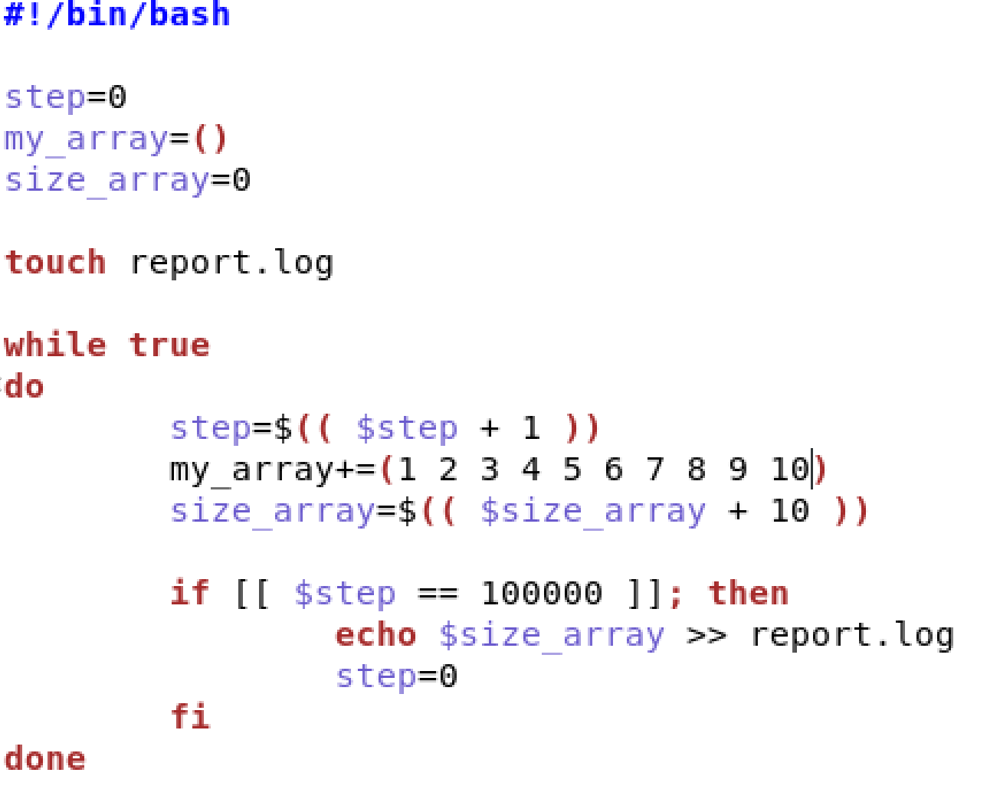 #!/bin/bash

step=0
my_array=()
size_array=0

touch report.log

while true
do
        step=$(( $step + 1 ))
        my_array+=(1 2 3 4 5 6 7 8 9 10)
        size_array=$(( $size_array + 10 ))

        if [[ $step == 100000 ]]; then
                echo $size_array >> report.log
                step=0
        fi
done